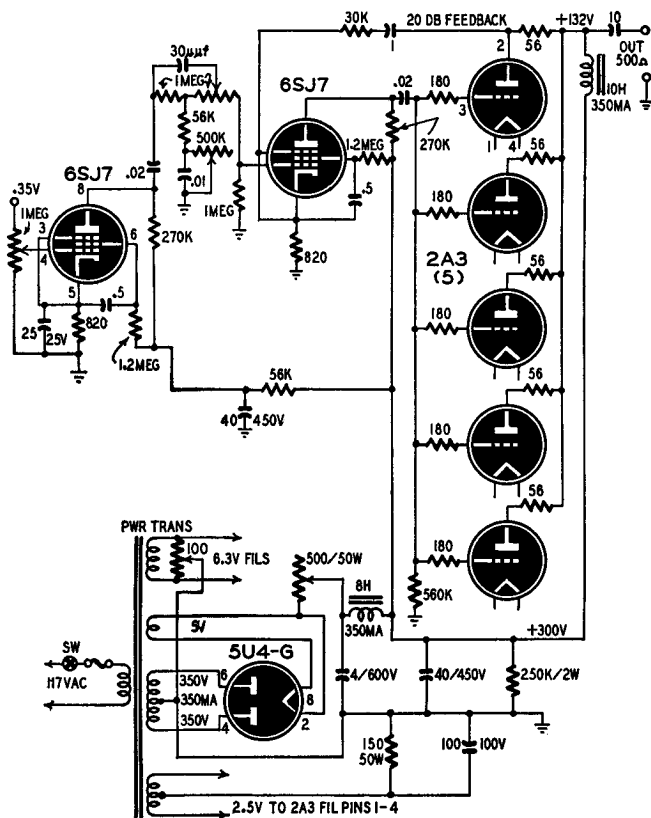 30K
20 DB FEEDBACK
+132V
10
30µµf
1
2
56
OUT
500Ω
1MEG?
6SJ7
.02
180
3
10H
350MA
56K
1 4
500K
1.2MEG
270K
56
6SJ7
.02
.01
.5
180
.35V
8
1MEG
1MEG
3
6
270K
820
2A3
(5)
56
4
5
.5
180
25
25V
820
1.2MEG
56K
56
40
450V
180
56
PWR TRANS
100
6.3V FILS
500/50W
180
8H
560K
350MA
5V
5U4-G
+300V
SW
117VAC
350V
6
8
4/600V
40/450V
250K/2W
350MA
350V
4
2
150
50W
100
100V
2.5V TO 2A3 FIL PINS 1-4